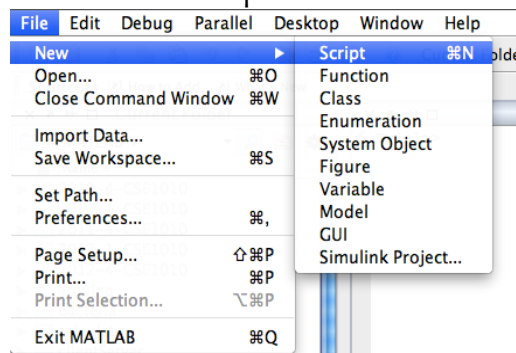 File Edit Debug Parallel Desktop Window Help
New
Open... ⌘O
Close Command Window ⌘W
Import Data...
Save Workspace... ⌘S
Set Path...
Preferences... ⌘,
Page Setup... ⇧⌘P
Print... ⌘P
Print Selection... ⌥⌘P
Exit MATLAB ⌘Q
Script ⌘N
Function
Class
Enumeration
System Object
Figure
Variable
Model
GUI
Simulink Project...